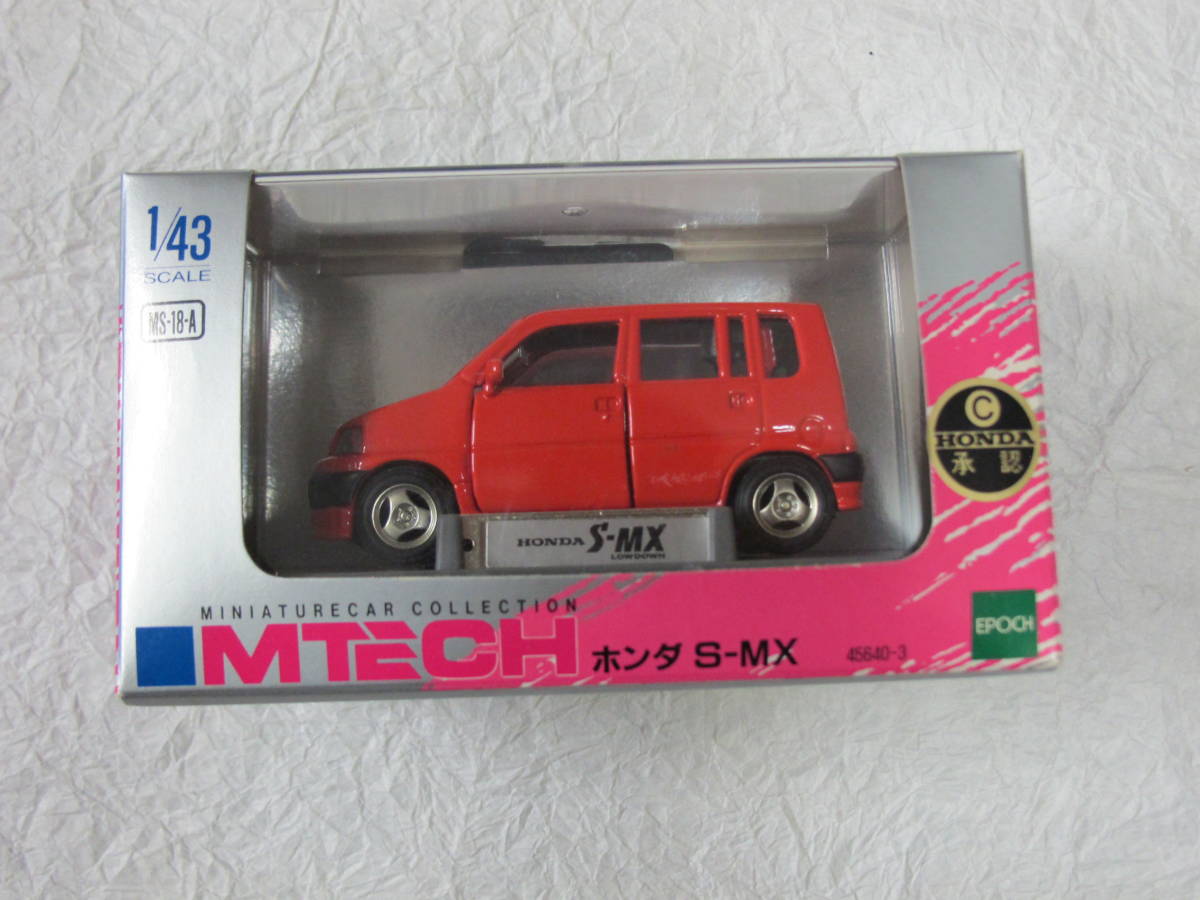 1/43
SCALE
MS-18-A
©
HONDA
承認
HONDA S-MX
LOWDOWN
MINIATURECAR COLLECTION
MTECH ホンダ S-MX 45640-3
EPOCH